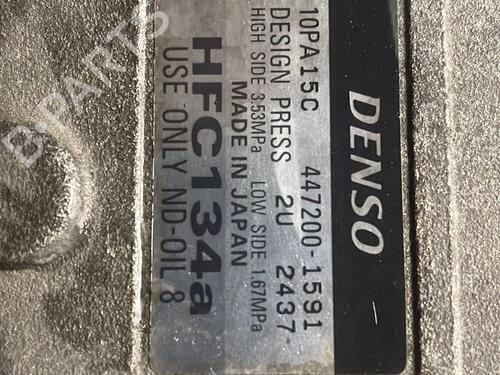 DENSO
10PA15C 447200-1591
DESIGN PRESS 2U 2437
HIGH SIDE 3.53MPa LOW SIDE 1.67MPa
MADE IN JAPAN
HFC134a
USE ONLY ND-OIL 8
B-PARTS